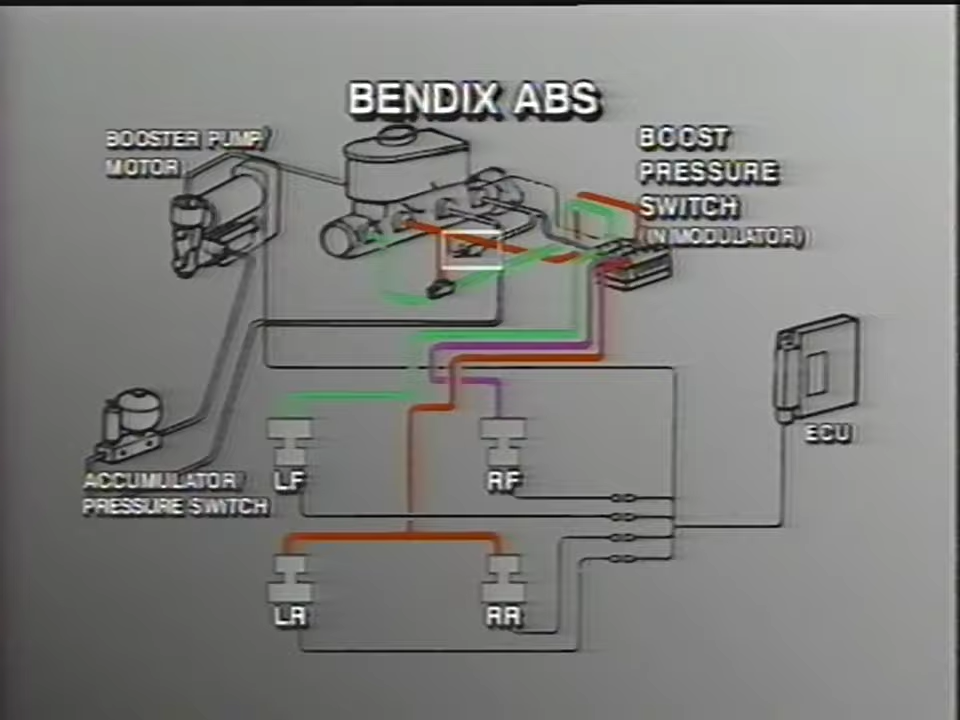 BENDIX ABS
BOOSTER PUMP/
MOTOR
BOOST
PRESSURE
SWITCH
(IN MODULATOR)
ECU
ACCUMULATOR/
PRESSURE SWITCH
LF
RF
LR
RR